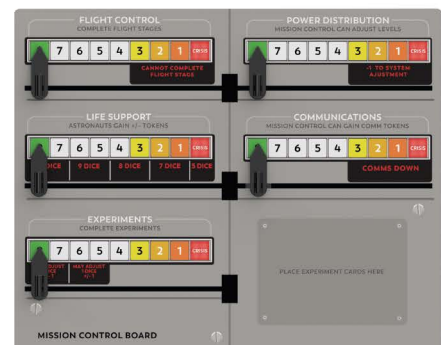 FLIGHT CONTROL
COMPLETE FLIGHT STAGES
7 6 5 4 3 2 1 CRISIS
CANNOT COMPLETE
FLIGHT STAGE
POWER DISTRIBUTION
MISSION CONTROL CAN ADJUST LEVELS
7 6 5 4 3 2 1 CRISIS
-1 TO SYSTEM
AJUSTMENT
LIFE SUPPORT
ASTRONAUTS GAIN +/- TOKENS
7 6 5 4 3 2 1 CRISIS
9 DICE 8 DICE 7 DICE 5 DICE
COMMUNICATIONS
MISSION CONTROL CAN GAIN COMM TOKENS
7 6 5 4 3 2 1 CRISIS
COMMS DOWN
EXPERIMENTS
COMPLETE EXPERIMENTS
7 6 5 4 3 2 1 CRISIS
MAY ADJUST
+/- 1
PLACE EXPERIMENT CARDS HERE
MISSION CONTROL BOARD